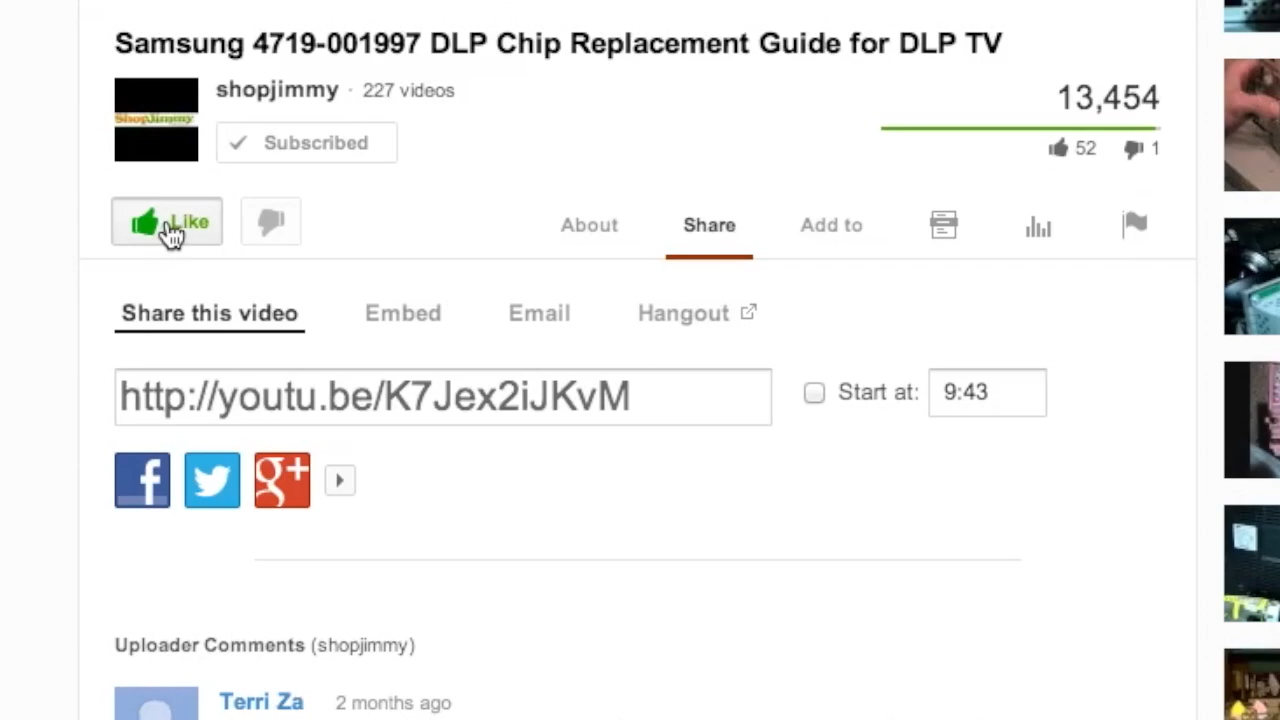 Samsung 4719-001997 DLP Chip Replacement Guide for DLP TV
shopjimmy · 227 videos
ShopJimmy
Subscribed
13,454
52 1
Like
About Share Add to
Share this video Embed Email Hangout
http://youtu.be/K7Jex2iJKvM
Start at: 9:43
f g+
Uploader Comments (shopjimmy)
Terri Za 2 months ago